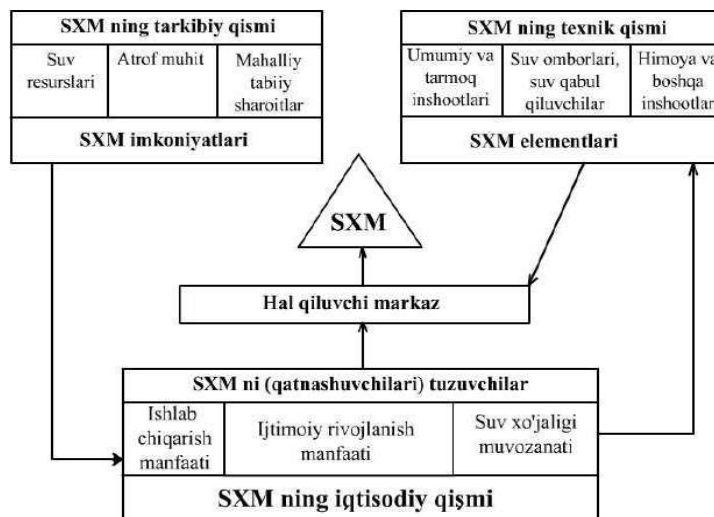 SXM ning tarkibiy qismi
Suv
resurslari
Atrof muhit
Mahalliy
tabiiy
sharoitlar
SXM imkoniyatlari
SXM ning texnik qismi
Umumiy va
tarmoq
inshootlari
Suv omborlari,
suv qabul
qiluvchilar
Himoya va
boshqa
inshootlar
SXM elementlari
SXM
Hal qiluvchi markaz
SXM ni (qatnashuvchilari) tuzuvchilar
Ishlab
chiqarish
manfaati
Ijtimoiy rivojlanish
manfaati
Suv xo'jaligi
muvozanati
SXM ning iqtisodiy qişmi